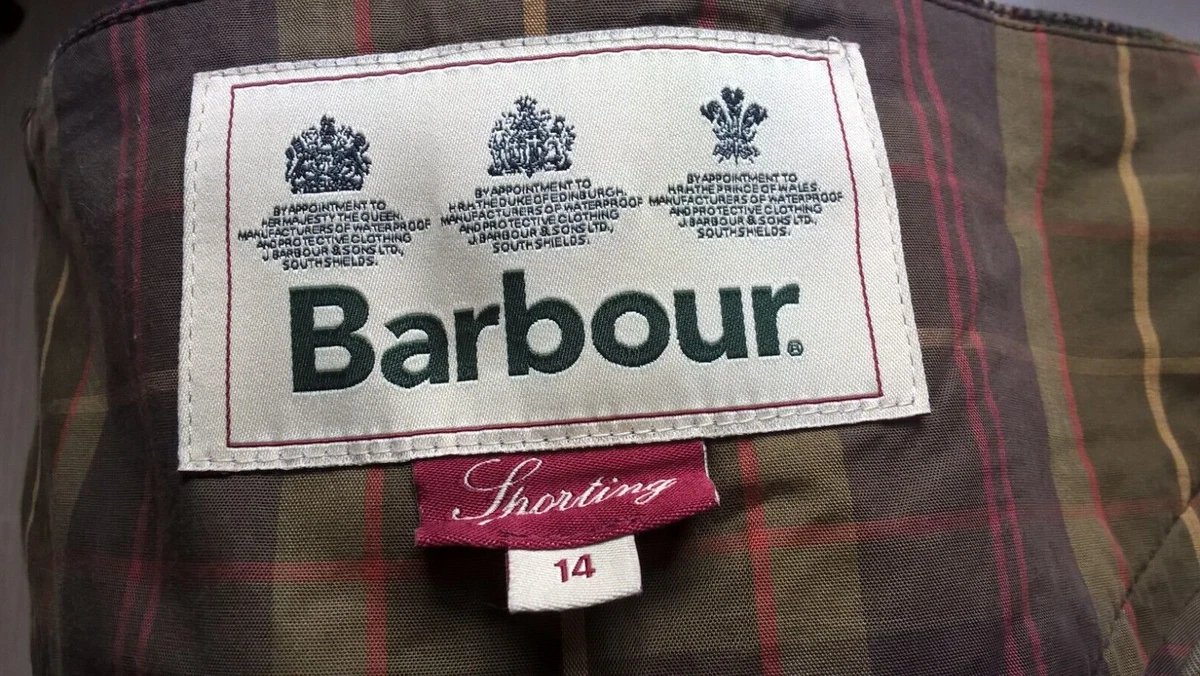 BY APPOINTMENT TO
HER MAJESTY THE QUEEN.
MANUFACTURERS OF WATERPROOF
AND PROTECTIVE CLOTHING
J. BARBOUR & SONS LTD.,
SOUTH SHIELDS.
BY APPOINTMENT TO
H.R.H. THE DUKE OF EDINBURGH.
MANUFACTURERS OF WATERPROOF
AND PROTECTIVE CLOTHING
J. BARBOUR & SONS LTD.,
SOUTH SHIELDS.
BY APPOINTMENT TO
H.R.H. THE PRINCE OF WALES
MANUFACTURERS OF WATERPROOF
AND PROTECTIVE CLOTHING
J. BARBOUR & SONS LTD.
SOUTH SHIELDS.
Barbour®
Sporting
14